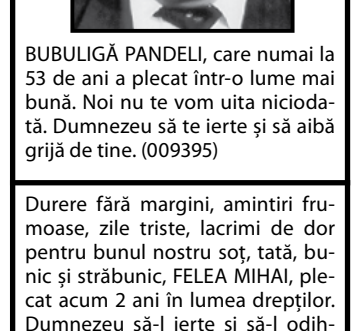 BUBULIGĂ PANDELI, care numai la
53 de ani a plecat într-o lume mai
bună. Noi nu te vom uita nicioda-
tă. Dumnezeu să te ierte și să aibă
grijă de tine. (009395)
Durere fără margini, amintiri fru-
moase, zile triste, lacrimi de dor
pentru bunul nostru soț, tată, bu-
nic și străbunic, FELEA MIHAI, ple-
cat acum 2 ani în lumea drepților.
Dumnezeu să-l ierte și să-l odih-